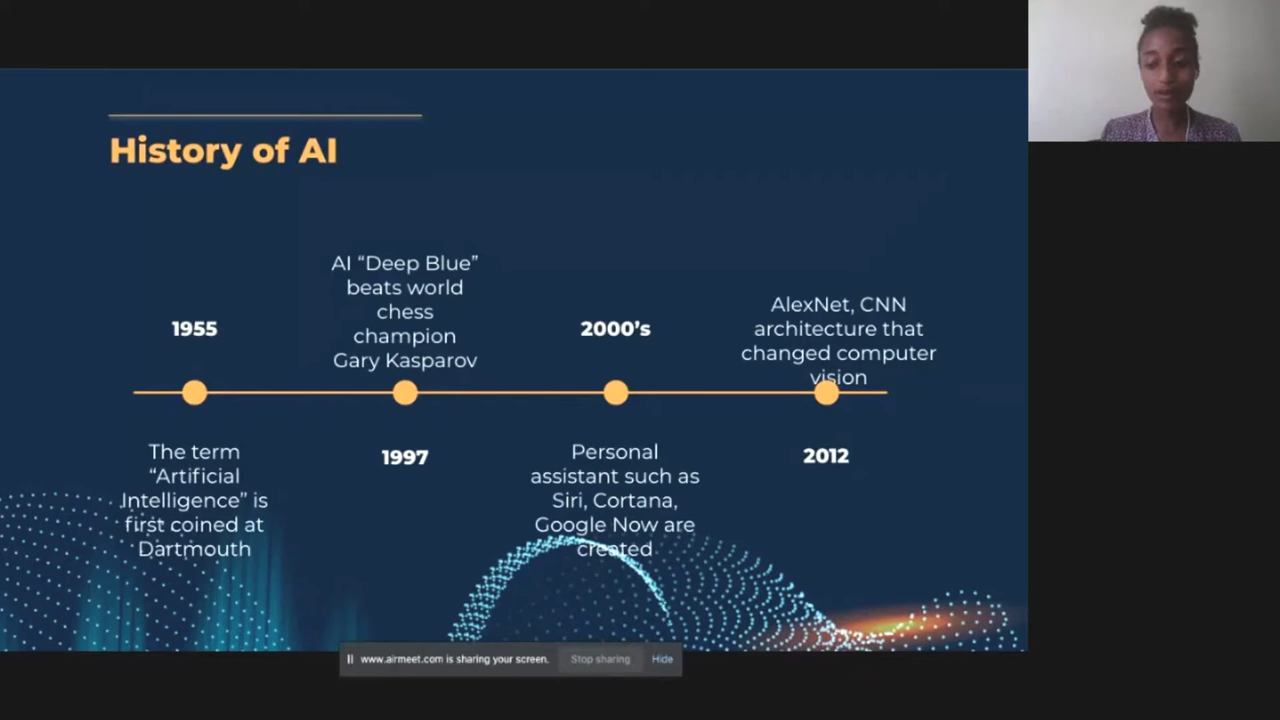 History of AI
1955
The term
“Artificial
Intelligence” is
first coined at
Dartmouth
AI “Deep Blue”
beats world
chess
champion
Gary Kasparov
1997
2000’s
Personal
assistant such as
Siri, Cortana,
Google Now are
created
AlexNet, CNN
architecture that
changed computer
vision
2012
www.airmeet.com is sharing your screen.
Stop sharing
Hide